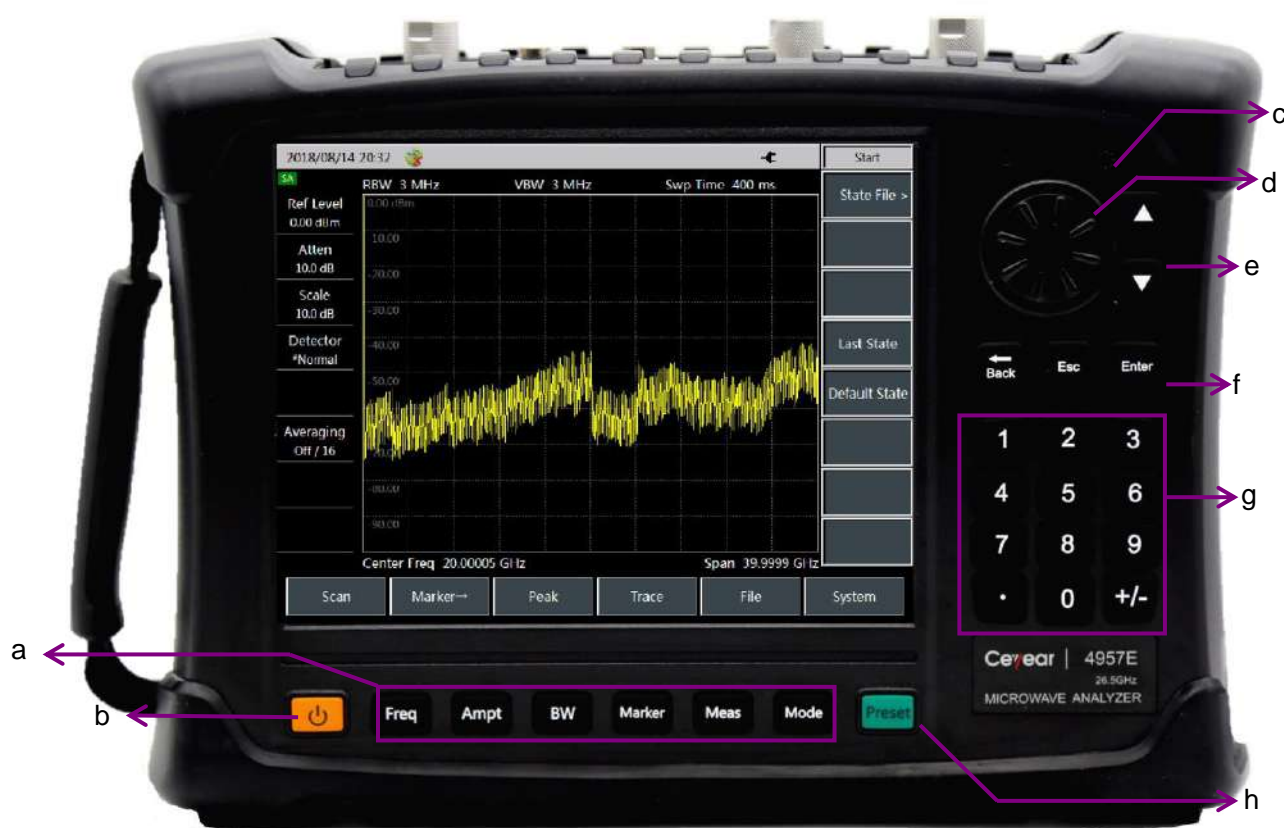 c
2018/08/14 20:32
Start
SA
RBW 3 MHz VBW 3 MHz Swp Time 400 ms
State File >
d
Ref Level
0.00 dBm
0.00 dBm
Atten
10.0 dB
10.00
-20.00
e
Scale
10.0 dB
-30.00
Detector
*Normal
-40.00
Last State
Back Esc Enter
-50.00
Default State
f
Averaging
Off / 16
1 2 3
4 5 6
g
-80.00
7 8 9
90.00
Center Freq 20.00005 GHz Span 39.9999 GHz
Scan Marker→ Peak Trace File System
. 0 +/-
a
Ceyear | 4957E
26.5GHz
MICROWAVE ANALYZER
b
Freq Ampt BW Marker Meas Mode Preset
h